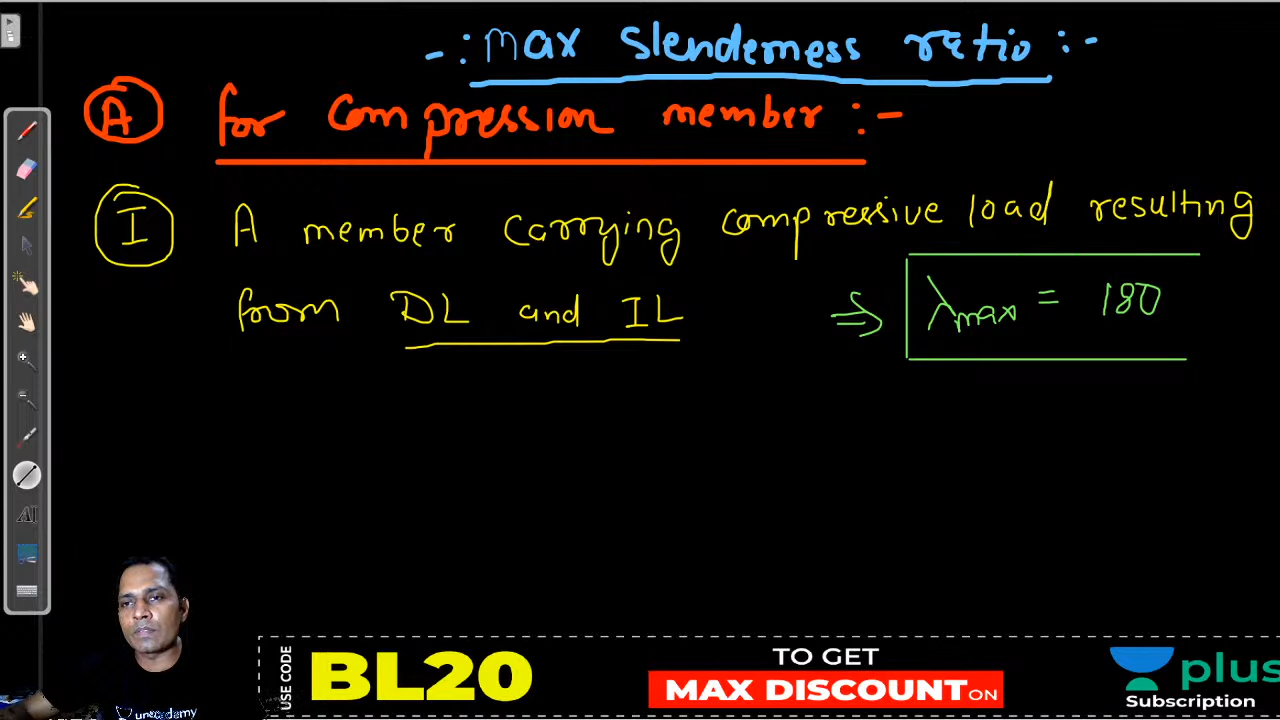 -: Max slenderness ratio :-
A for compression member :-
I A member carrying compressive load resulting
from DL and IL ⇒ λmax = 180
A|
unacademy
USE CODE BL20 TO GET MAX DISCOUNT ON
plus
Subscription